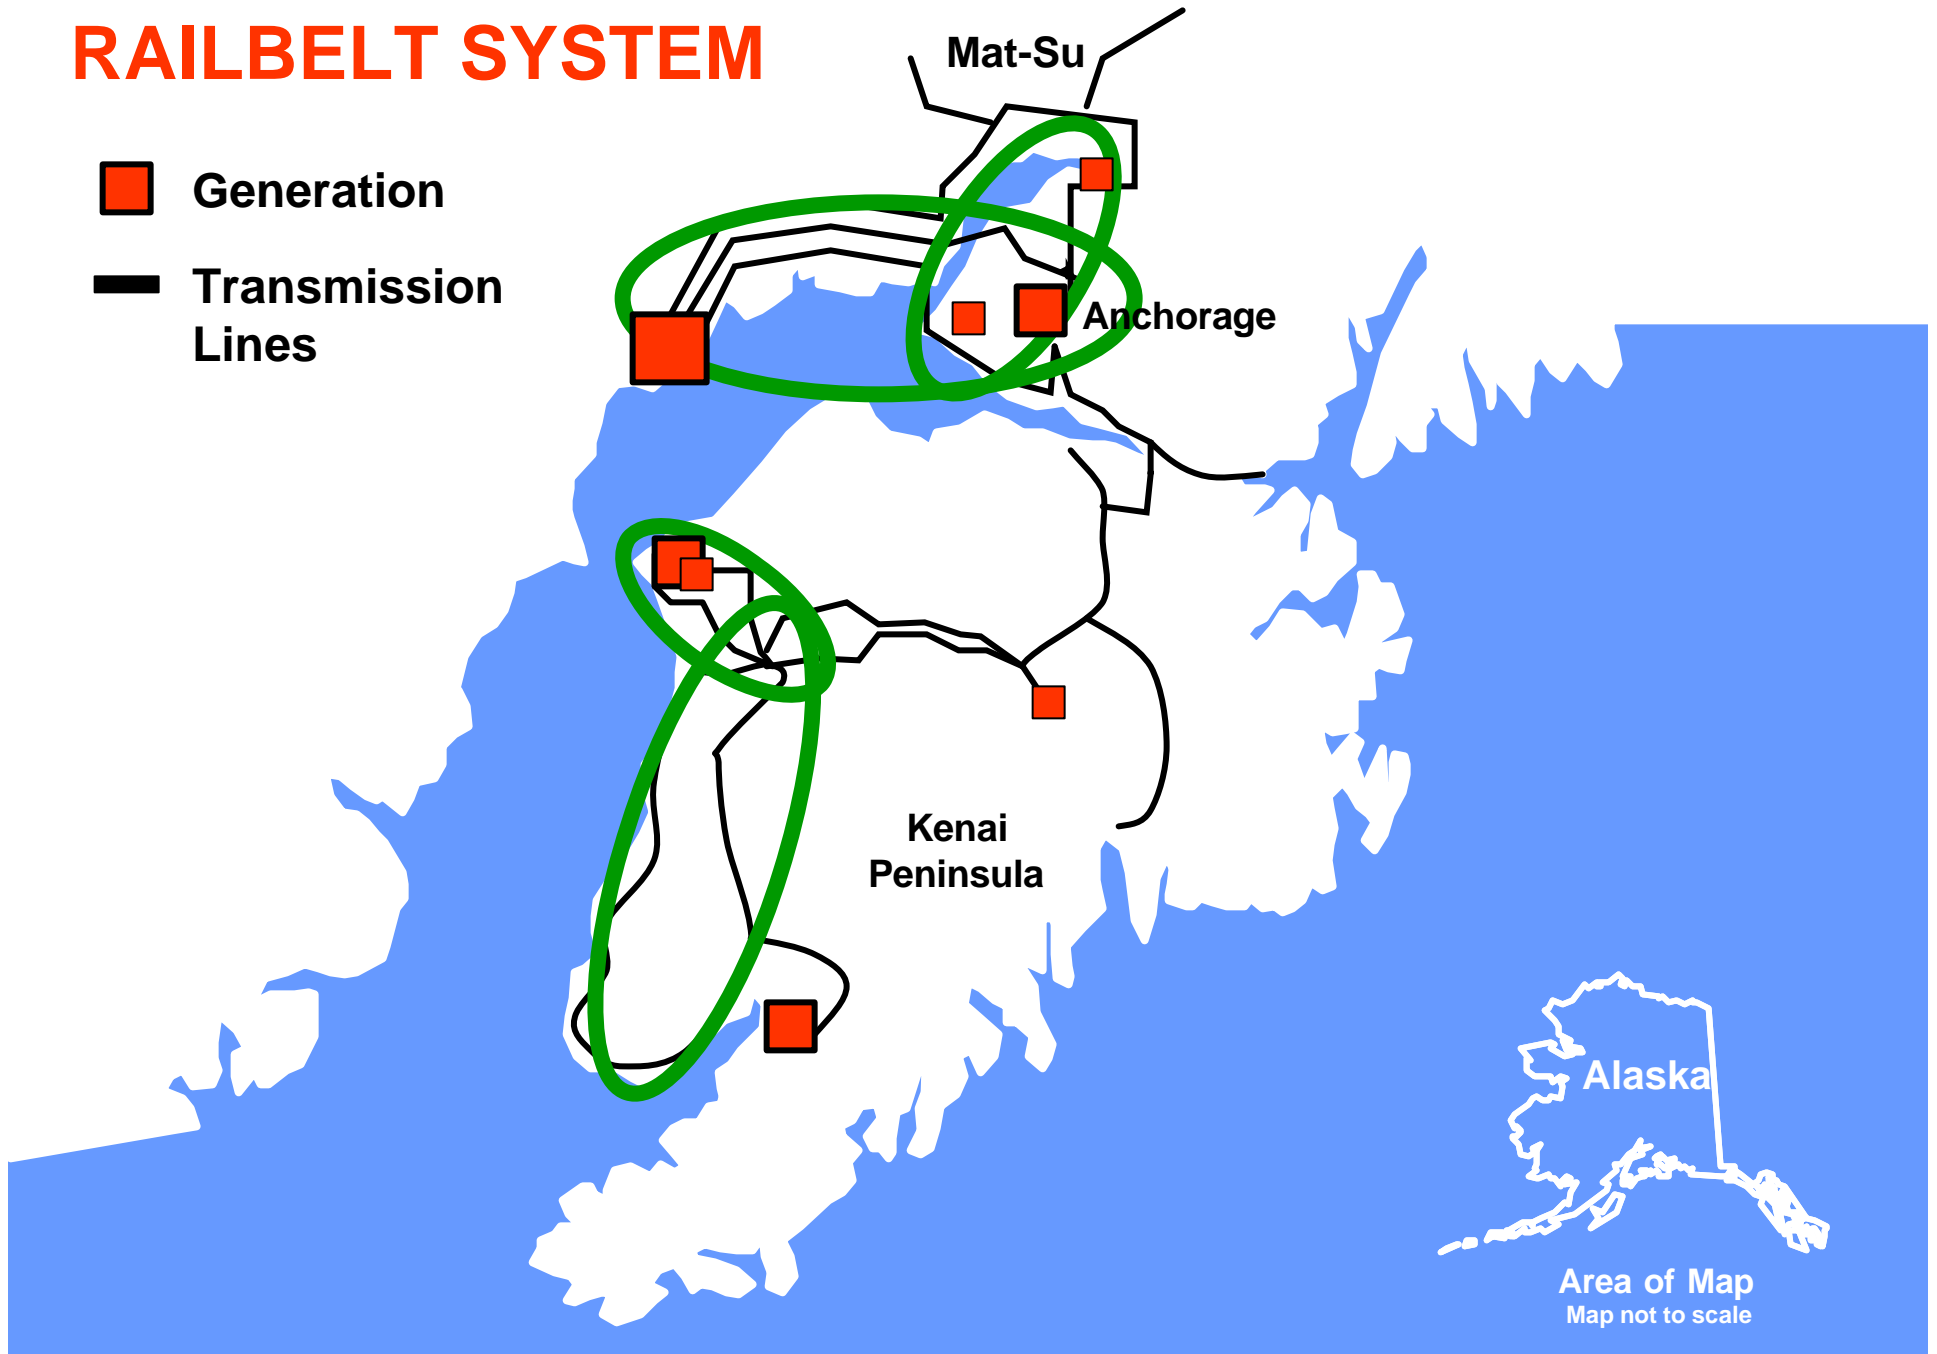 RAILBELT SYSTEM
Mat-Su
Generation
Transmission
Lines
Anchorage
Kenai
Peninsula
Alaska
Area of Map
Map not to scale